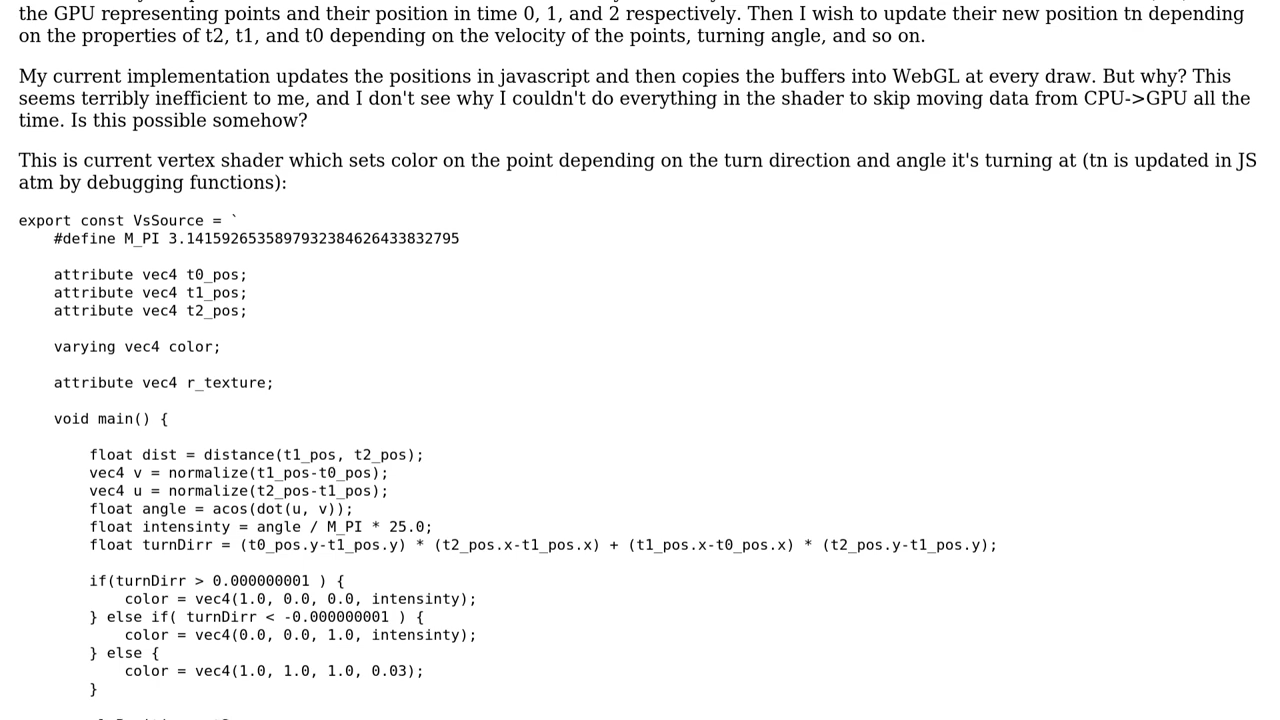 the GPU representing points and their position in time 0, 1, and 2 respectively. Then I wish to update their new position tn depending
on the properties of t2, t1, and t0 depending on the velocity of the points, turning angle, and so on.
My current implementation updates the positions in javascript and then copies the buffers into WebGL at every draw. But why? This
seems terribly inefficient to me, and I don't see why I couldn't do everything in the shader to skip moving data from CPU->GPU all the
time. Is this possible somehow?
This is current vertex shader which sets color on the point depending on the turn direction and angle it's turning at (tn is updated in JS
atm by debugging functions):
export const VsSource = `
#define M_PI 3.1415926535897932384626433832795
attribute vec4 t0_pos;
attribute vec4 t1_pos;
attribute vec4 t2_pos;
varying vec4 color;
attribute vec4 r_texture;
void main() {
float dist = distance(t1_pos, t2_pos);
vec4 v = normalize(t1_pos-t0_pos);
vec4 u = normalize(t2_pos-t1_pos);
float angle = acos(dot(u, v));
float intensinty = angle / M_PI * 25.0;
float turnDirr = (t0_pos.y-t1_pos.y) * (t2_pos.x-t1_pos.x) + (t1_pos.x-t0_pos.x) * (t2_pos.y-t1_pos.y);
if(turnDirr > 0.000000001 ) {
color = vec4(1.0, 0.0, 0.0, intensinty);
} else if( turnDirr < -0.000000001 ) {
color = vec4(0.0, 0.0, 1.0, intensinty);
} else {
color = vec4(1.0, 1.0, 1.0, 0.03);
}